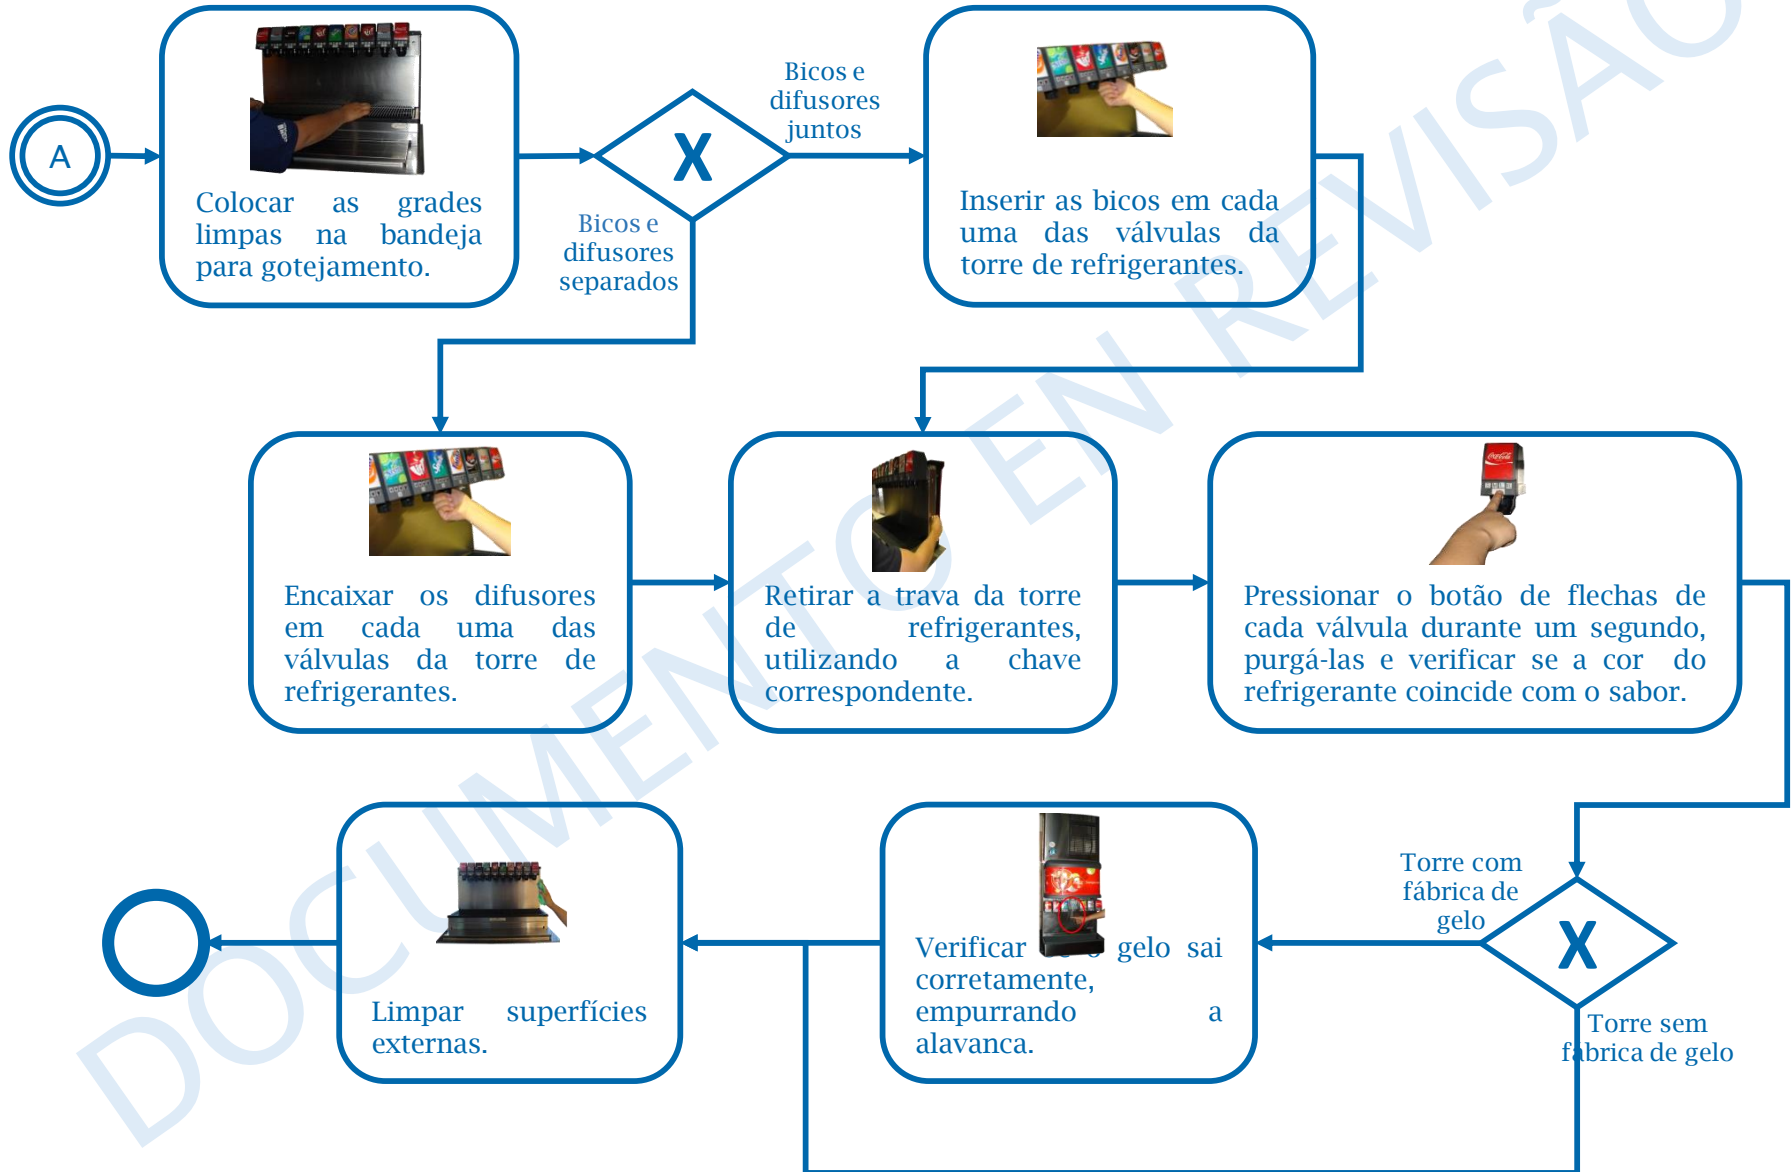 A
Colocar as grades
limpas na bandeja
para gotejamento.
X
Bicos e
difusores
juntos
Bicos e
difusores
separados
Inserir as bicos em cada
uma das válvulas da
torre de refrigerantes.
Encaixar os difusores
em cada uma das
válvulas da torre de
refrigerantes.
Retirar a trava da torre
de refrigerantes,
utilizando a chave
correspondente.
Coca-Cola
Pressionar o botão de flechas de
cada válvula durante um segundo,
purgá-las e verificar se a cor do
refrigerante coincide com o sabor.
Torre com
fábrica de
gelo
X
Torre sem
fábrica de gelo
Verificar gelo sai
corretamente,
empurrando a
alavanca.
Limpar superfícies
externas.
DOCUMENTO EN REVISÃO